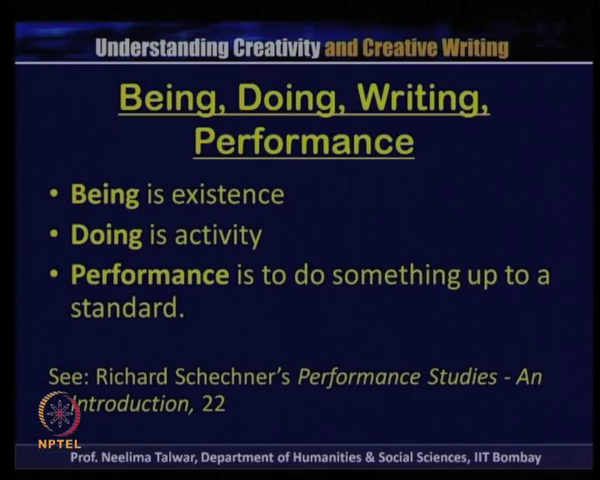 Understanding Creativity and Creative Writing
Being, Doing, Writing,
Performance
• Being is existence
• Doing is activity
• Performance is to do something up to a
standard.
See: Richard Schechner's Performance Studies - An
Introduction, 22
NPTEL
Prof. Neelima Talwar, Department of Humanities & Social Sciences, IIT Bombay